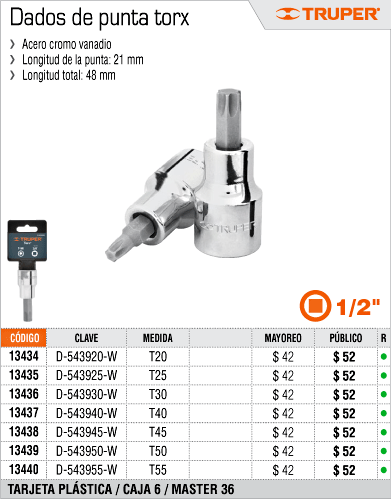 Dados de punta torx
TRUPER
Acero cromo vanadio
Longitud de la punta: 21 mm
Longitud total: 48 mm
TRUPER
TRUPER
1/2"
CÓDIGO CLAVE MEDIDA MAYOREO PÚBLICO R
13434 D-543920-W T20 $ 42 $ 52
13435 D-543925-W T25 $ 42 $ 52
13436 D-543930-W T30 $ 42 $ 52
13437 D-543940-W T40 $ 42 $ 52
13438 D-543945-W T45 $ 42 $ 52
13439 D-543950-W T50 $ 42 $ 52
13440 D-543955-W T55 $ 42 $ 52
TARJETA PLÁSTICA / CAJA 6 / MASTER 36